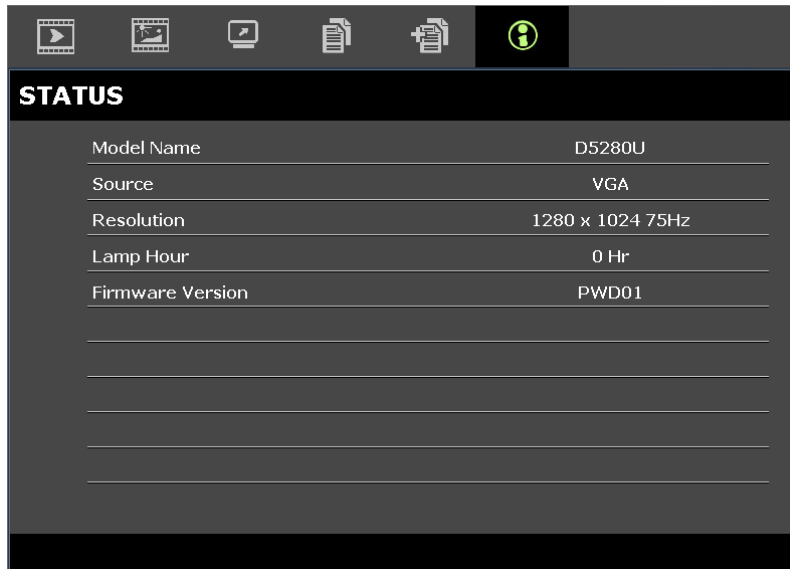 STATUS
Model Name D5280U
Source VGA
Resolution 1280 x 1024 75Hz
Lamp Hour 0 Hr
Firmware Version PWD01